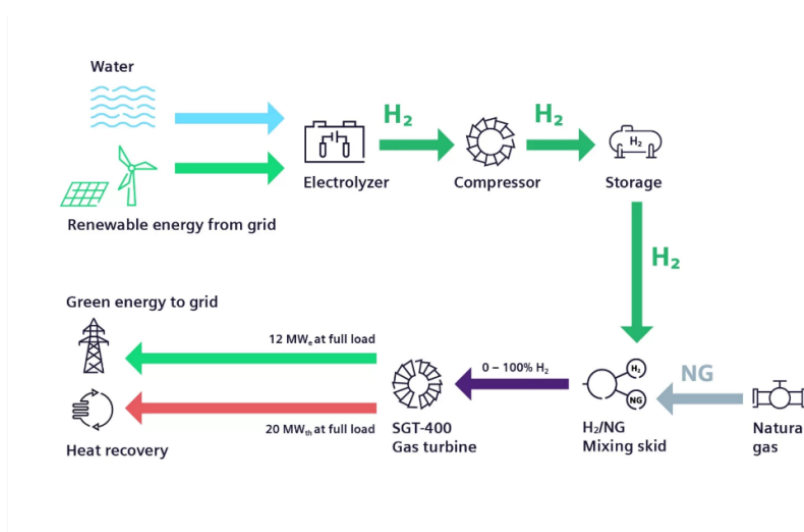 Water
H₂
H₂
H₂
Electrolyzer
Compressor
Storage
Renewable energy from grid
H₂
Green energy to grid
12 MWₑ at full load
0 – 100% H₂
H₂
NG
NG
20 MWₜₕ at full load
SGT-400
Gas turbine
H₂/NG
Mixing skid
Natura
gas
Heat recovery